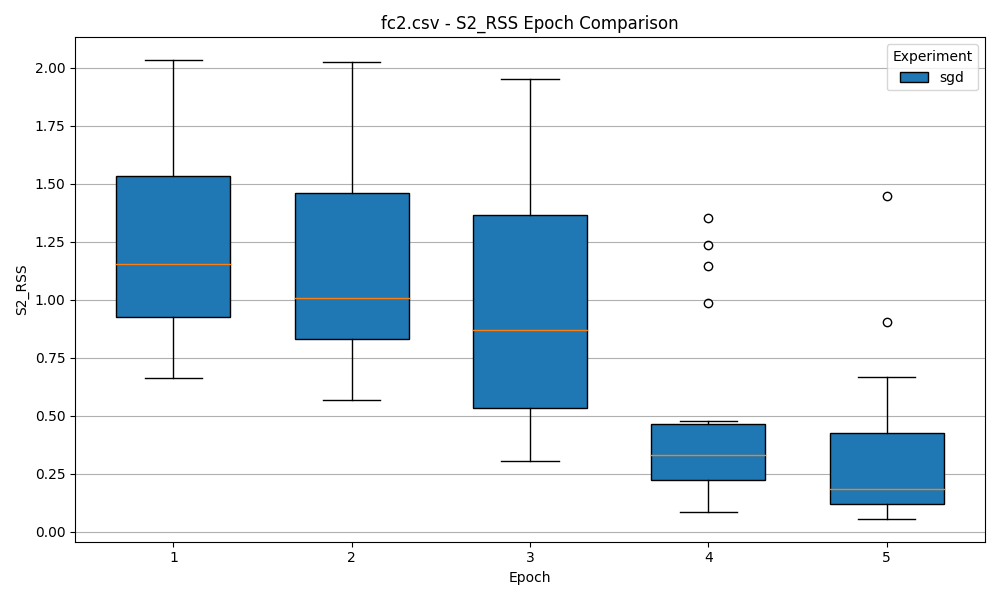 fc2.csv - S2_RSS Epoch Comparison
Experiment
sgd
S2_RSS
2.00
1.75
1.50
1.25
1.00
0.75
0.50
0.25
0.00
1 2 3 4 5
Epoch